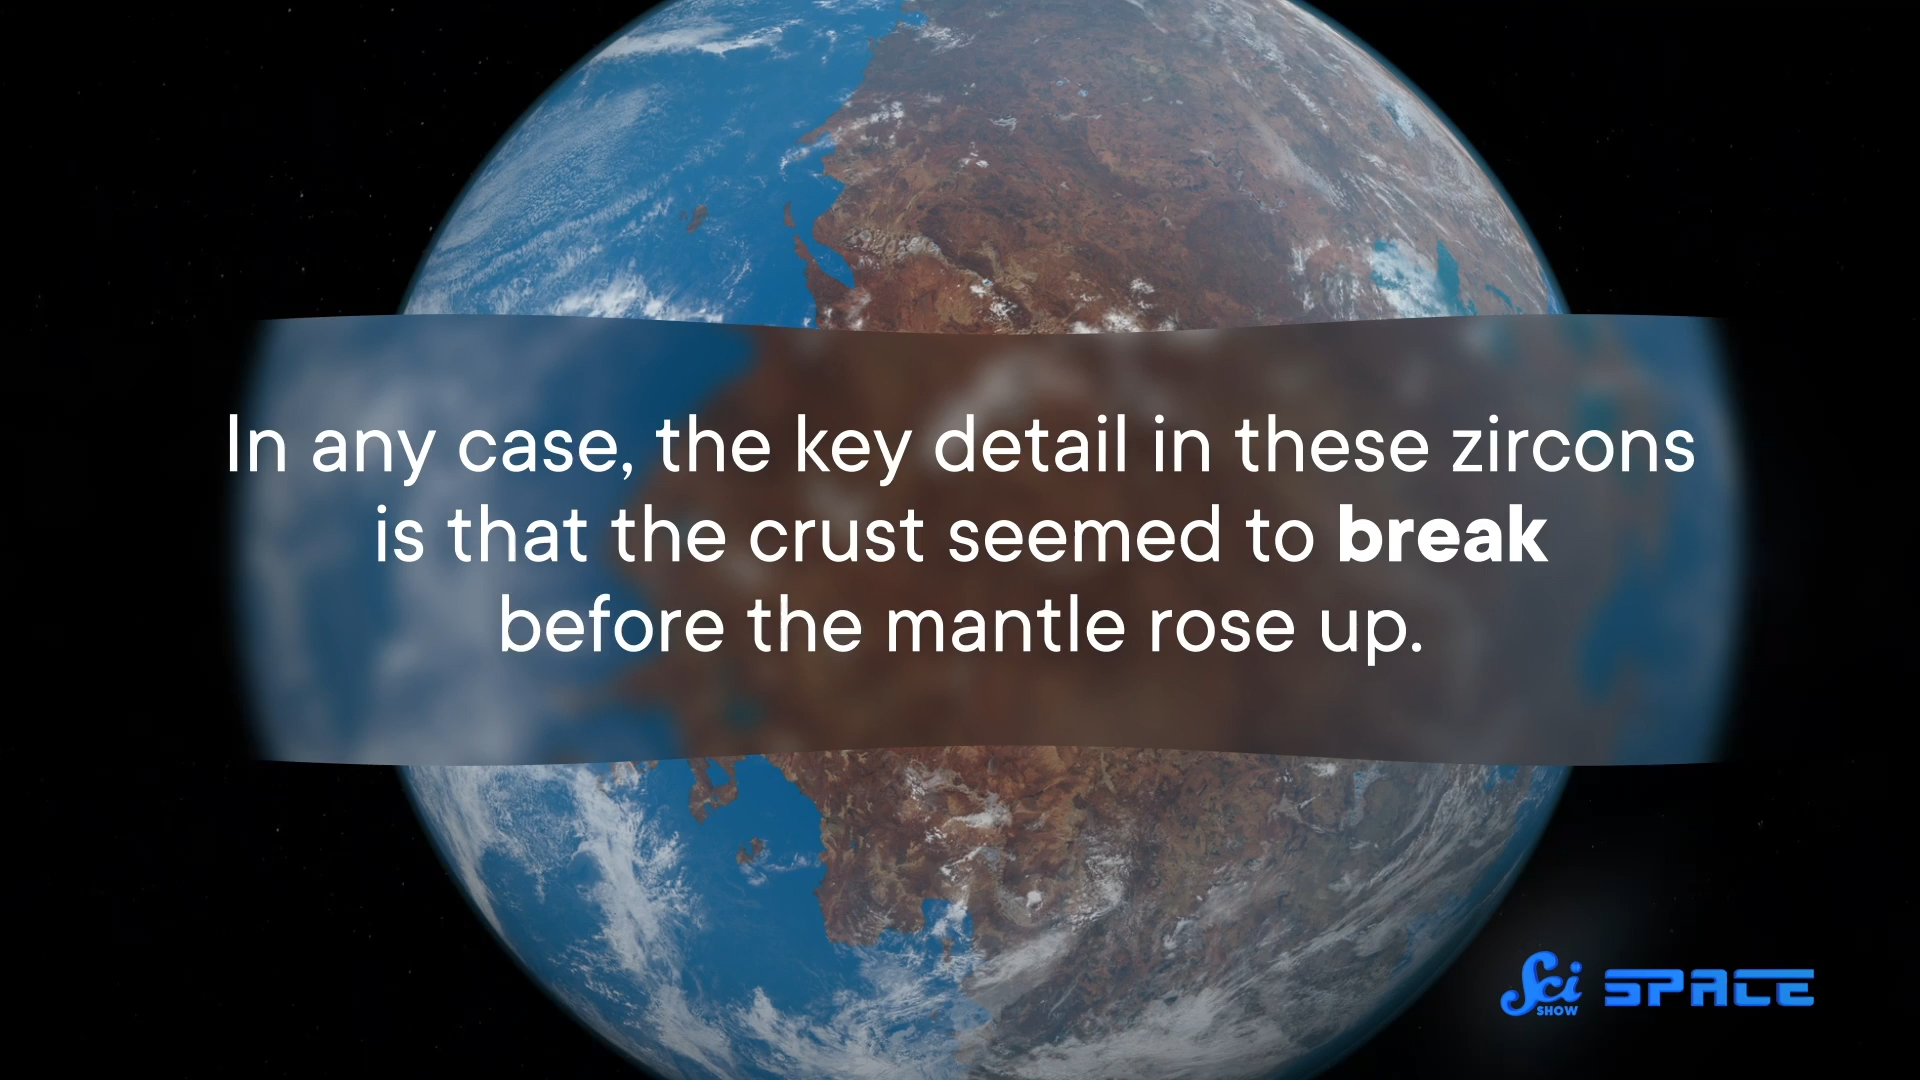 In any case, the key detail in these zircons
is that the crust seemed to break
before the mantle rose up.
Sci SPACE
SHOW